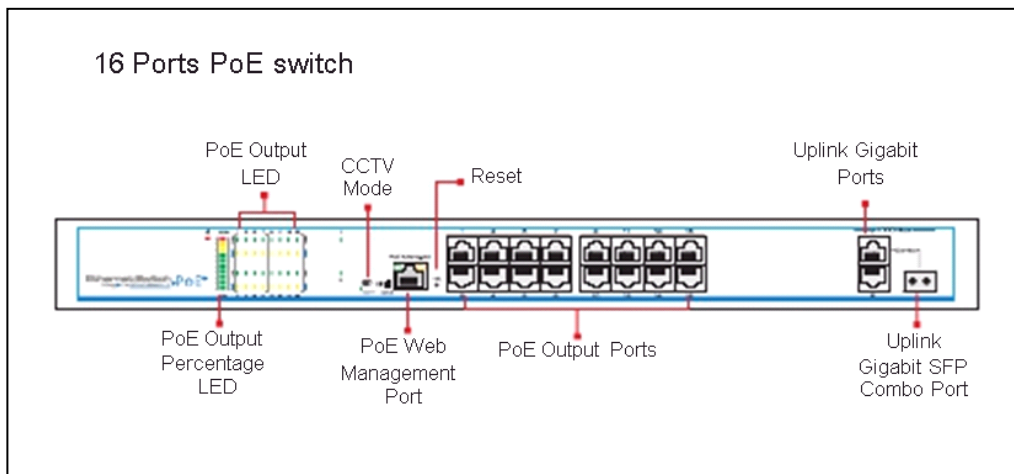 16 Ports PoE switch
PoE Output
LED
CCTV
Mode
Reset
Uplink Gigabit
Ports
PoE
PoE Output
Percentage
LED
PoE Web
Management
Port
PoE Output Ports
Uplink
Gigabit SFP
Combo Port